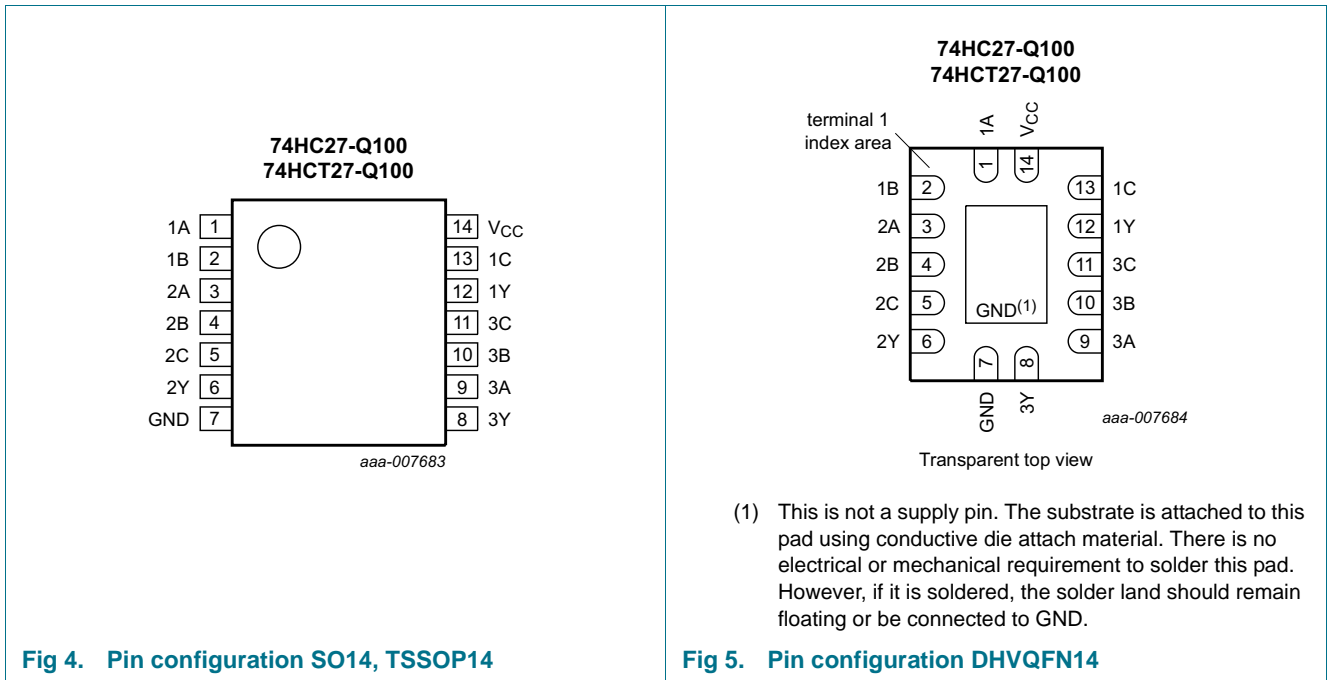 74HC27-Q100
74HCT27-Q100
1A 1
1B 2
2A 3
2B 4
2C 5
2Y 6
GND 7
14 VCC
13 1C
12 1Y
11 3C
10 3B
9 3A
8 3Y
aaa-007683
Fig 4. Pin configuration SO14, TSSOP14
74HC27-Q100
74HCT27-Q100
terminal 1
index area
1A
VCC
1
14
1B 2
2A 3
2B 4
2C 5
2Y 6
13 1C
12 1Y
11 3C
10 3B
9 3A
GND(1)
7
8
GND
3Y
aaa-007684
Transparent top view
(1) This is not a supply pin. The substrate is attached to this
pad using conductive die attach material. There is no
electrical or mechanical requirement to solder this pad.
However, if it is soldered, the solder land should remain
floating or be connected to GND.
Fig 5. Pin configuration DHVQFN14